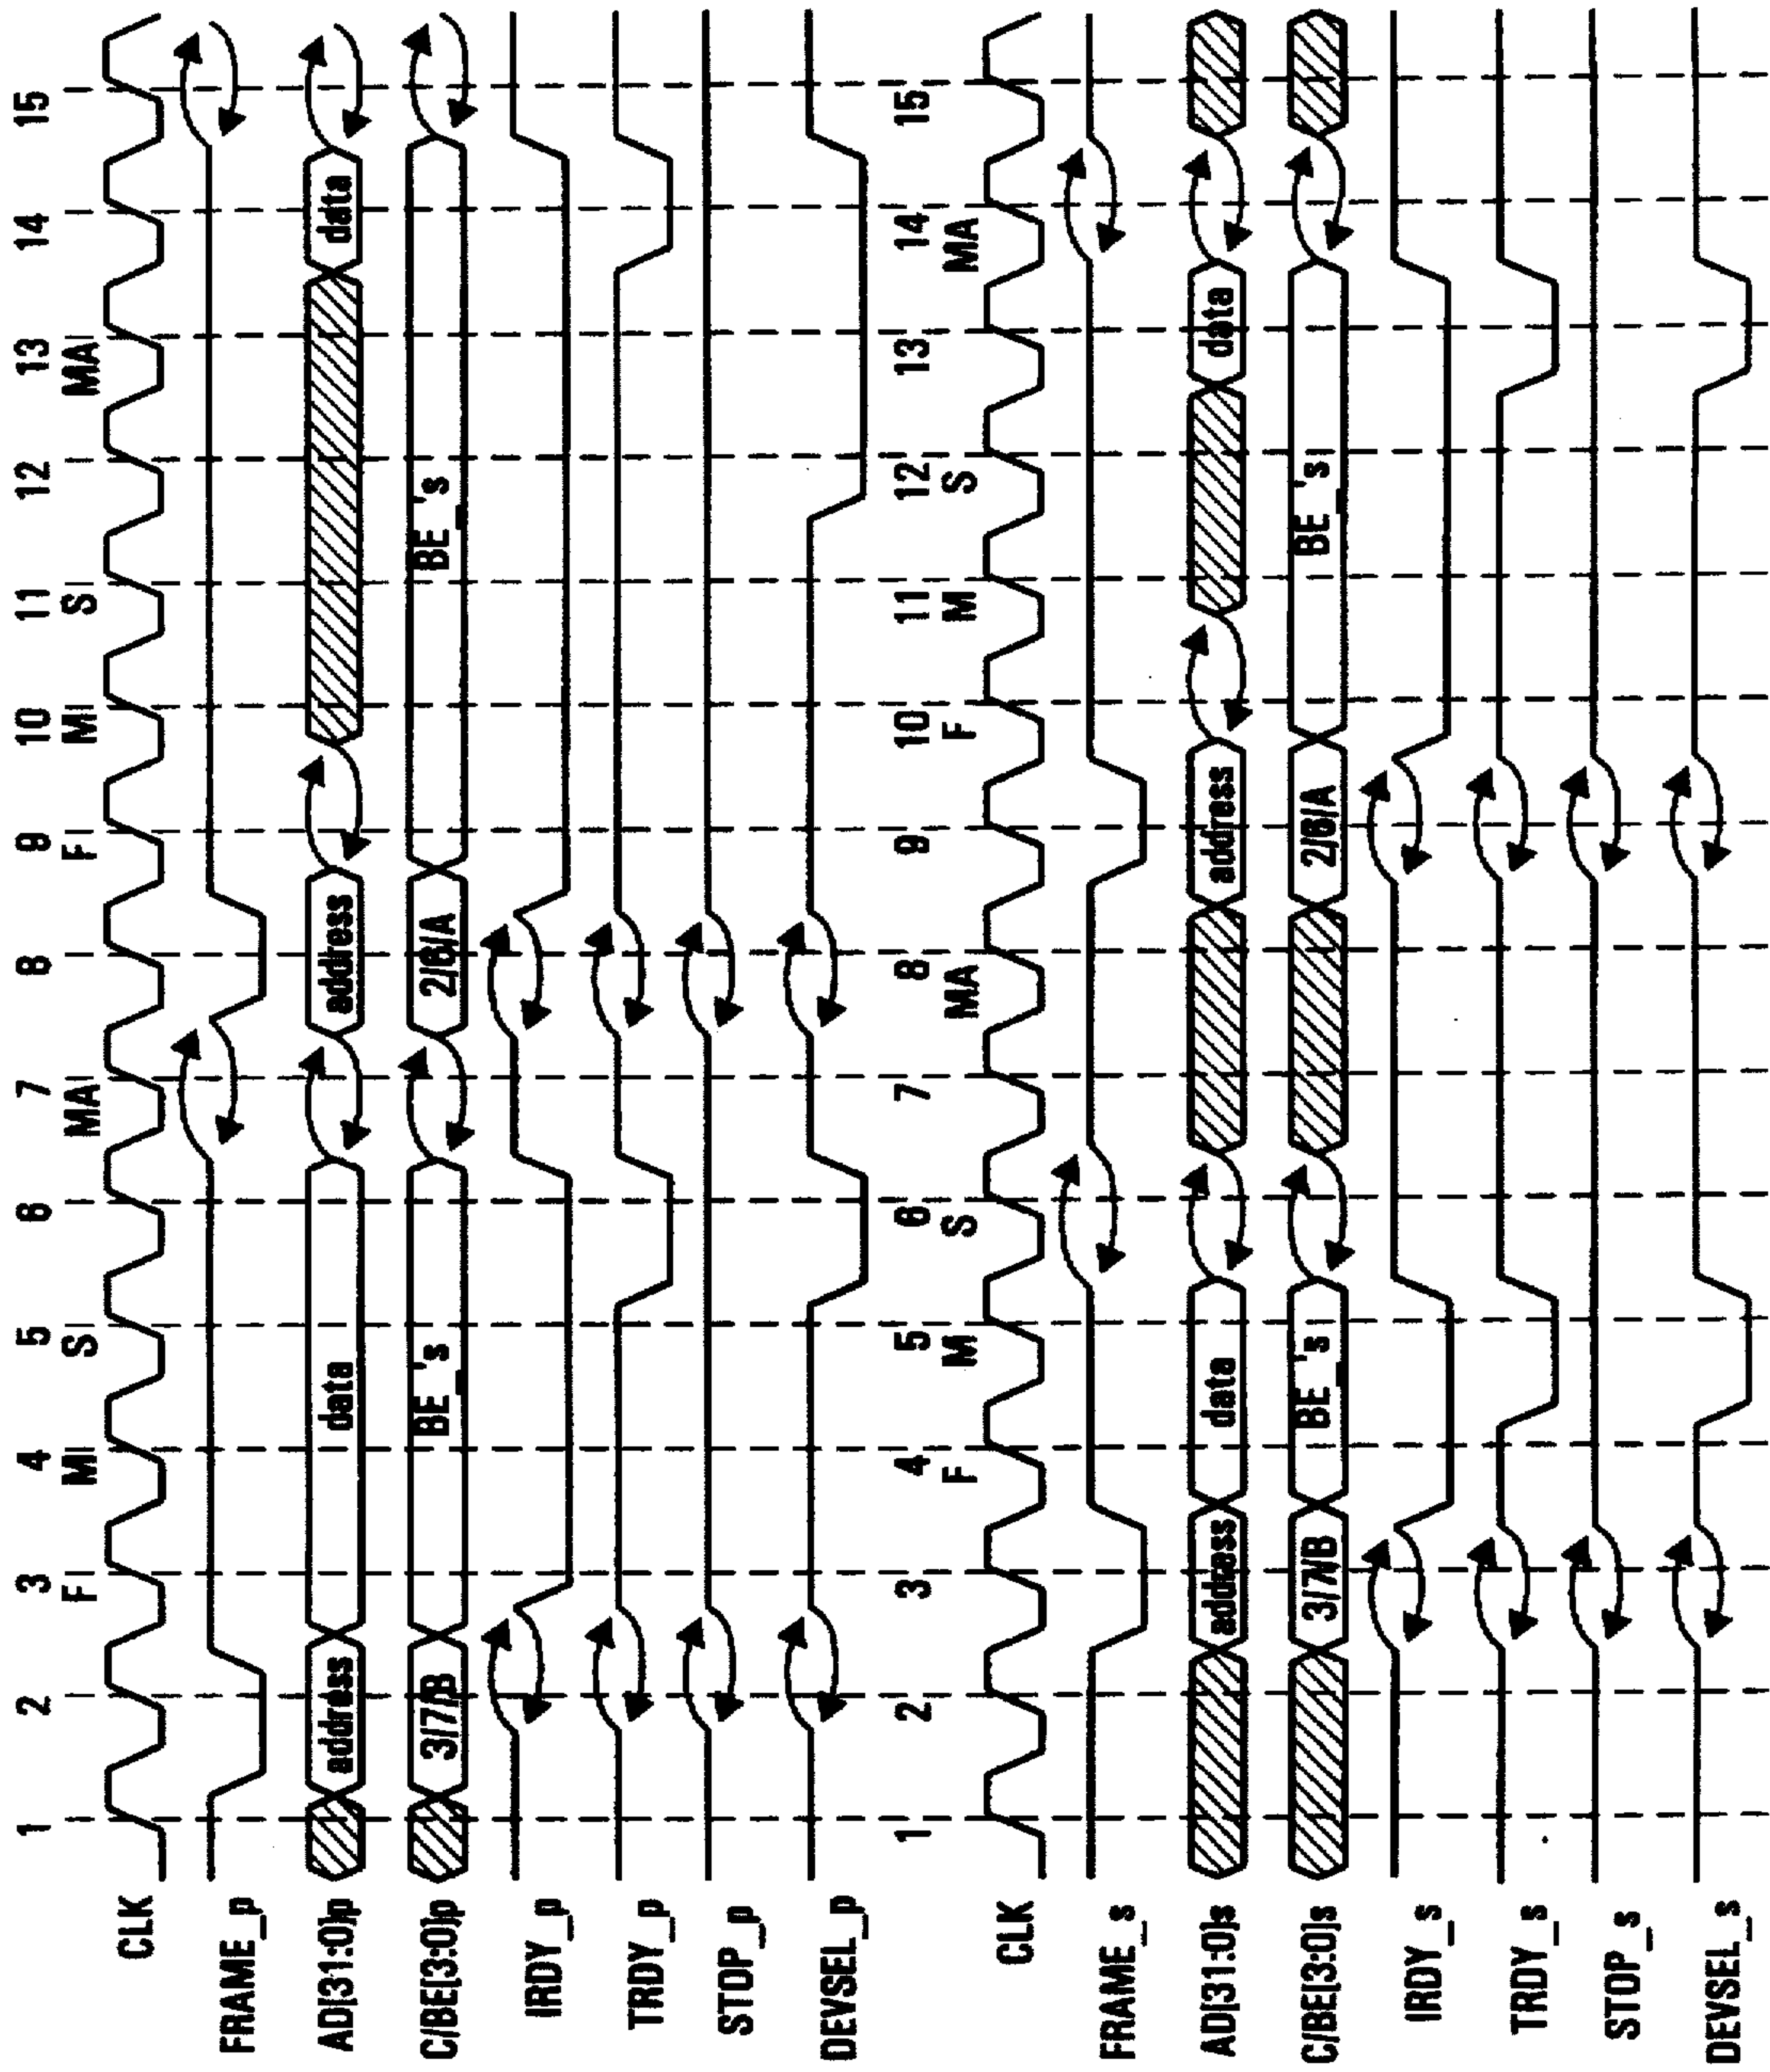 1 2 3 4 5 6 7 8 9 10 11 12 13 14 15
F M S MA F M S MA
CLK
FRAME_p
AD[31:0]p address data address data
C/BE[3:0]p 3/7/B BE_'s 2/6/A BE_'s
IRDY_p
TRDY_p
STOP_p
DEVSEL_p
1 2 3 4 5 6 7 8 9 10 11 12 13 14 15
F M S MA F M S MA
CLK
FRAME_s
AD[31:0]s address data address data
C/BE[3:0]s 3/7/B BE_'s 2/6/A BE_'s
IRDY_s
TRDY_s
STOP_s
DEVSEL_s